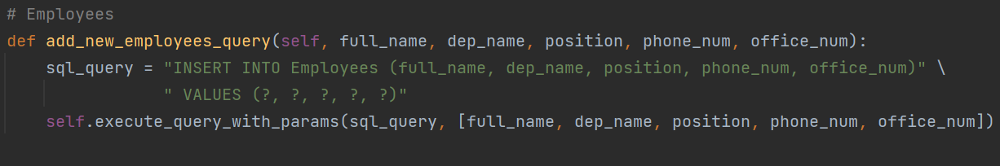 # Employees
def add_new_employees_query(self, full_name, dep_name, position, phone_num, office_num):
    sql_query = "INSERT INTO Employees (full_name, dep_name, position, phone_num, office_num)" \
                " VALUES (?, ?, ?, ?, ?)"
    self.execute_query_with_params(sql_query, [full_name, dep_name, position, phone_num, office_num])